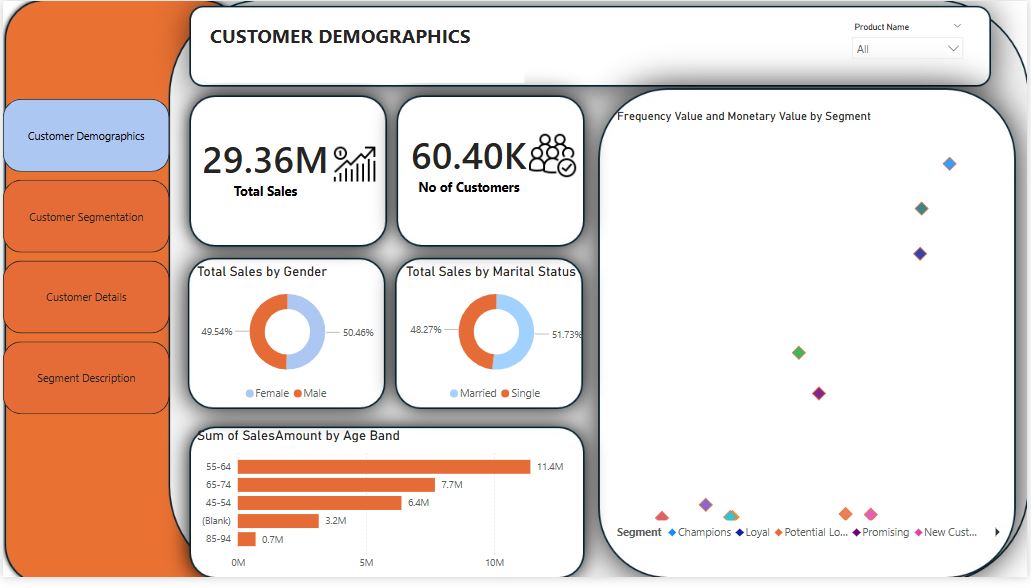 CUSTOMER DEMOGRAPHICS
Product Name
All
Customer Demographics
Customer Segmentation
Customer Details
Segment Description
29.36M
Total Sales
60.40K
No of Customers
Frequency Value and Monetary Value by Segment
Total Sales by Gender
49.54%
50.46%
Female Male
Total Sales by Marital Status
48.27%
51.73%
Married Single
Sum of SalesAmount by Age Band
55-64 11.4M
65-74 7.7M
45-54 6.4M
(Blank) 3.2M
85-94 0.7M
0M 5M 10M
Segment Champions Loyal Potential Lo... Promising New Cust...